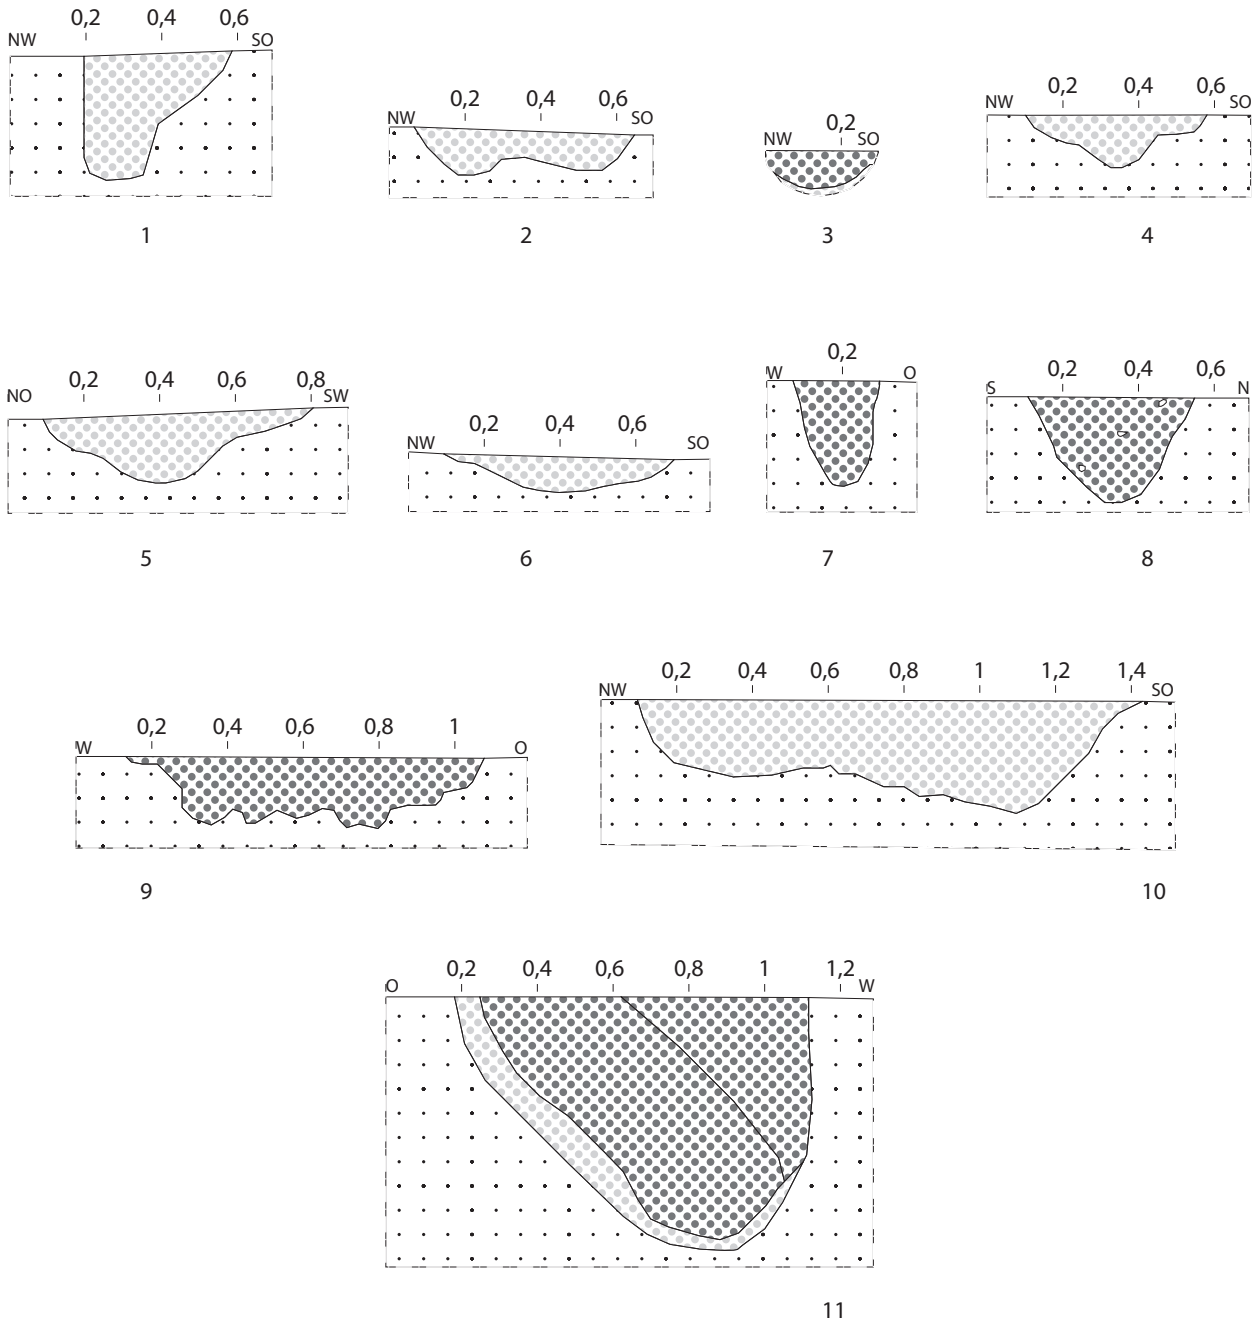 0,2 0,4 0,6
NW SO
1
0,2 0,4 0,6
NW SO
2
0,2
NW SO
3
0,2 0,4 0,6
NW SO
4
0,2 0,4 0,6 0,8
NO SW
5
0,2 0,4 0,6
NW SO
6
0,2
W O
7
0,2 0,4 0,6
S N
8
0,2 0,4 0,6 0,8 1
W O
9
0,2 0,4 0,6 0,8 1 1,2 1,4
NW SO
10
0,2 0,4 0,6 0,8 1 1,2
O W
11